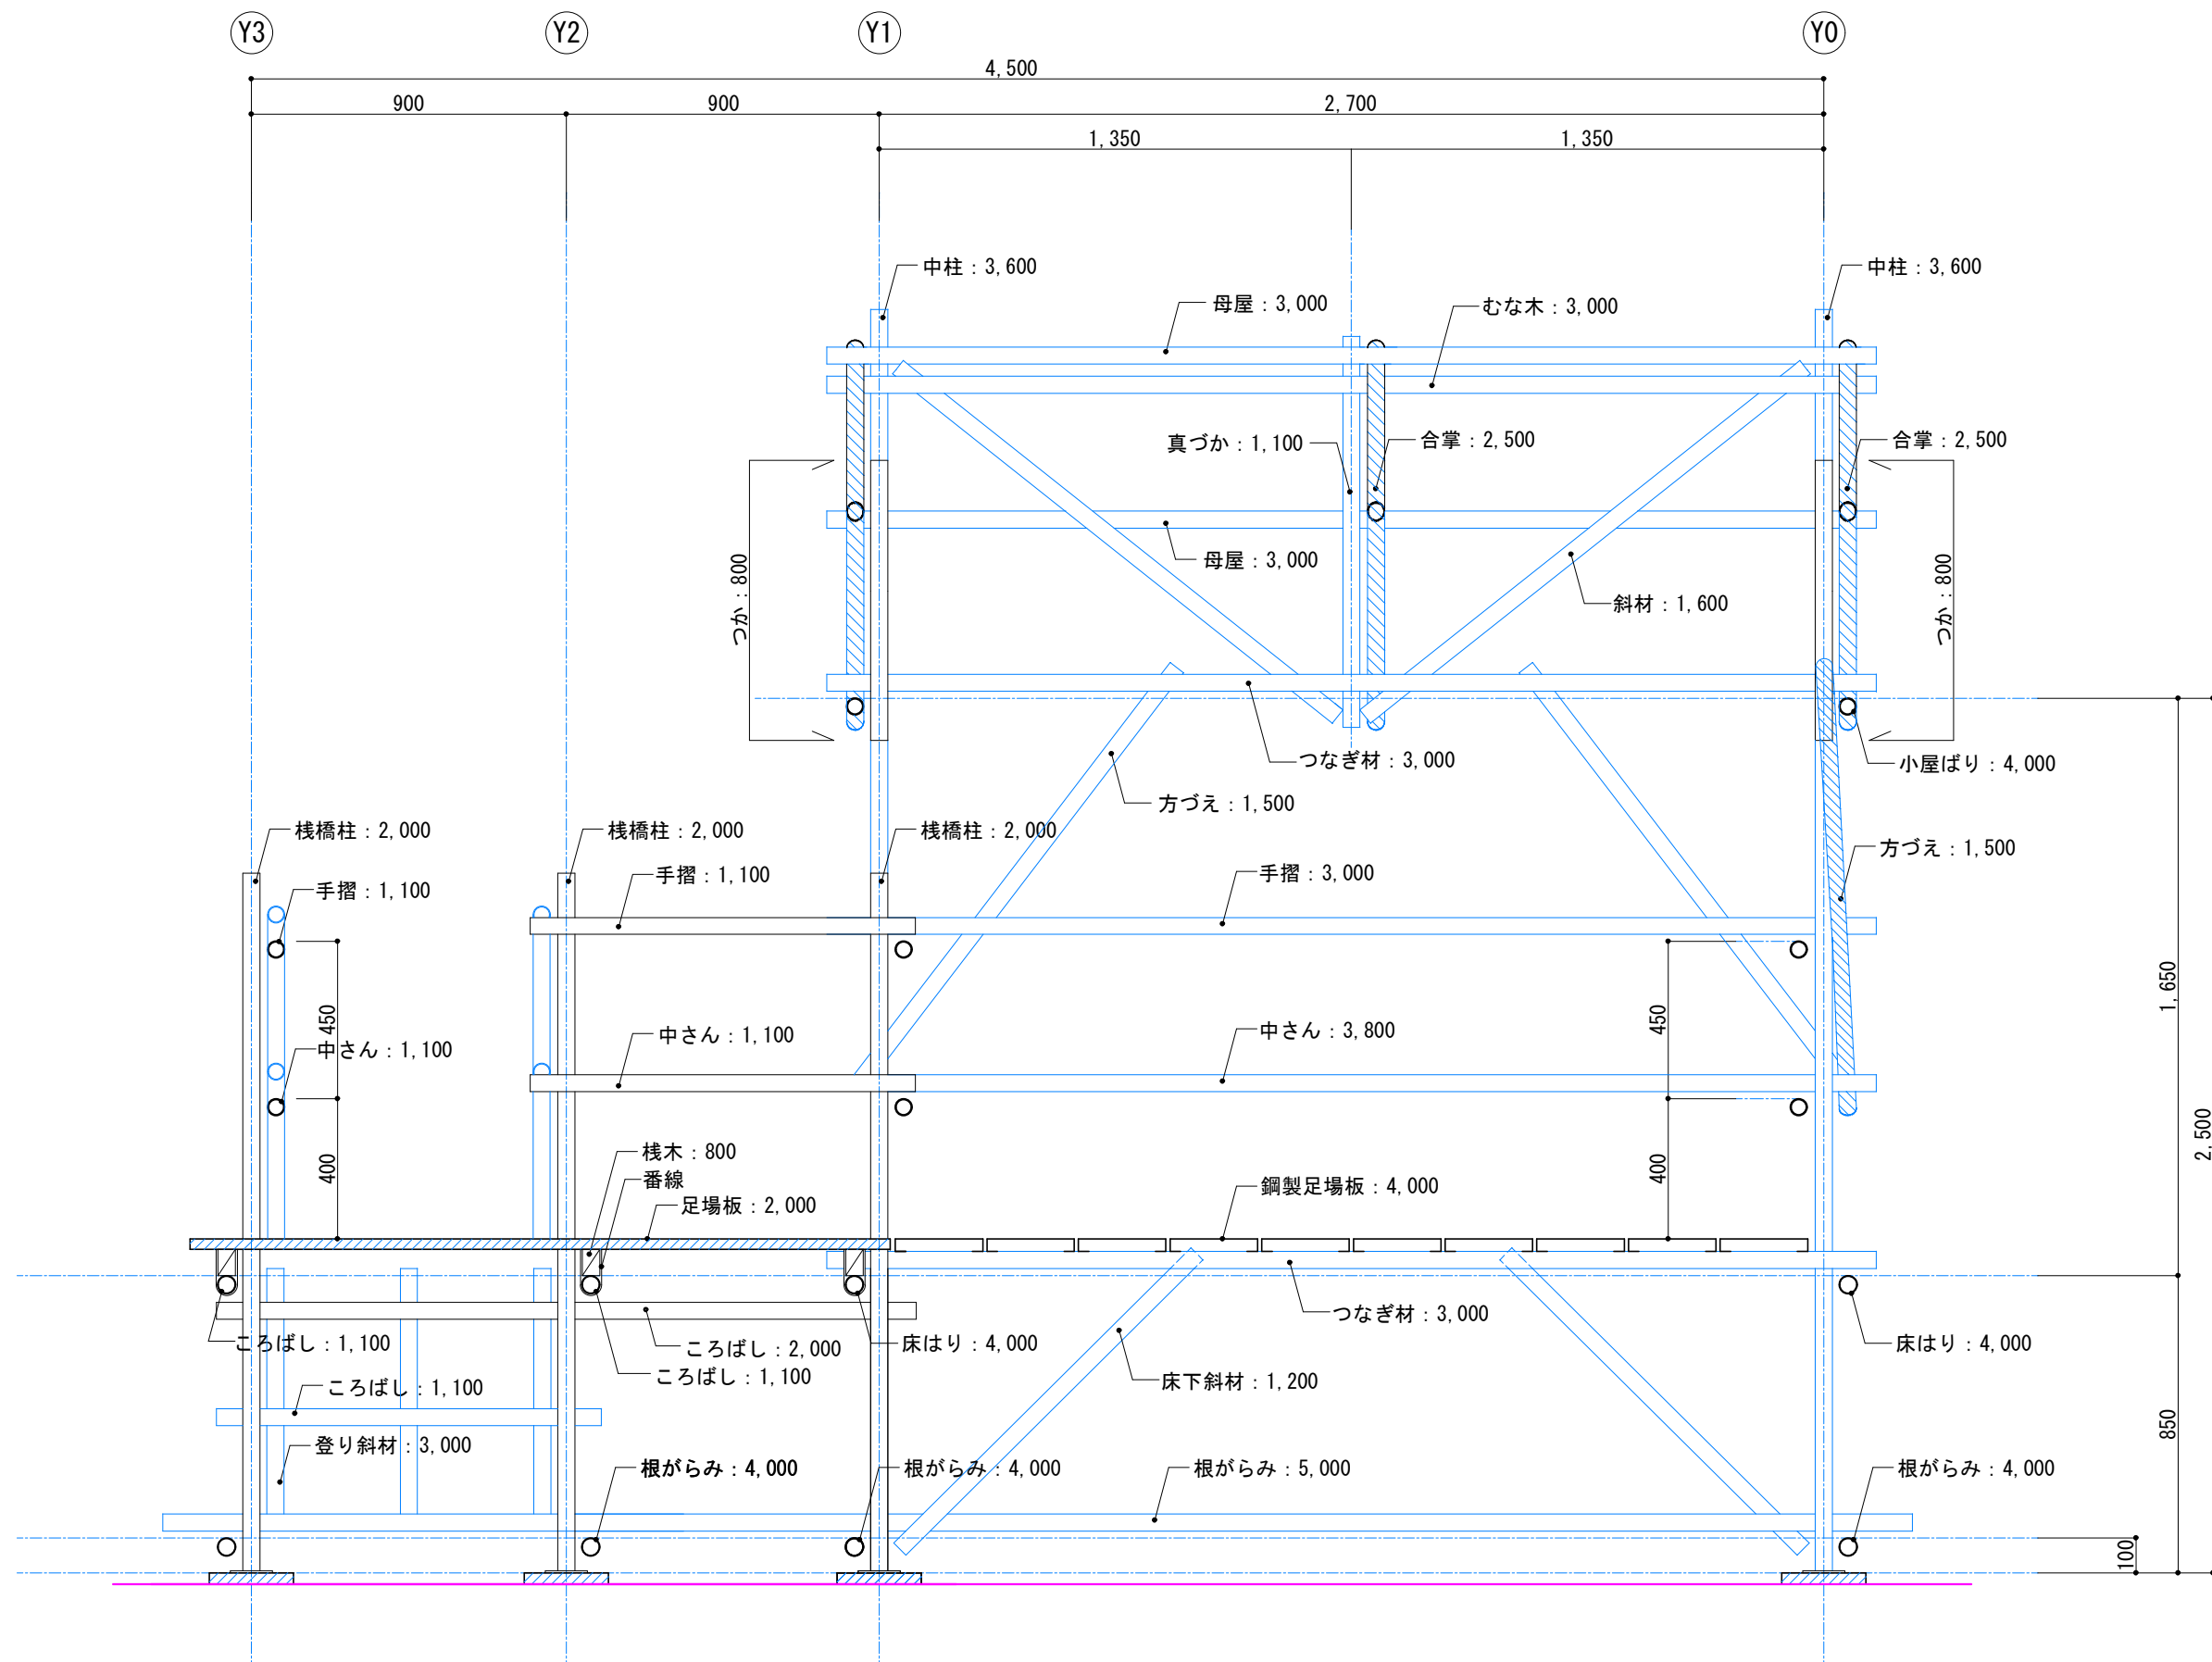 Y3
Y2
Y1
Y0
4,500
900
900
2,700
1,350
1,350
中柱：3,600
中柱：3,600
母屋：3,000
むな木：3,000
真づか：1,100
合掌：2,500
合掌：2,500
つか：800
つか：800
母屋：3,000
斜材：1,600
つなぎ材：3,000
小屋ばり：4,000
方づえ：1,500
桟橋柱：2,000
桟橋柱：2,000
桟橋柱：2,000
方づえ：1,500
手摺：1,100
手摺：1,100
手摺：3,000
450
450
1,650
中さん：1,100
中さん：1,100
中さん：3,800
2,500
400
400
桟木：800
番線
足場板：2,000
鋼製足場板：4,000
ころばし：1,100
ころばし：2,000
床はり：4,000
つなぎ材：3,000
床はり：4,000
ころばし：1,100
ころばし：1,100
床下斜材：1,200
850
登り斜材：3,000
根がらみ：4,000
根がらみ：4,000
根がらみ：5,000
根がらみ：4,000
100